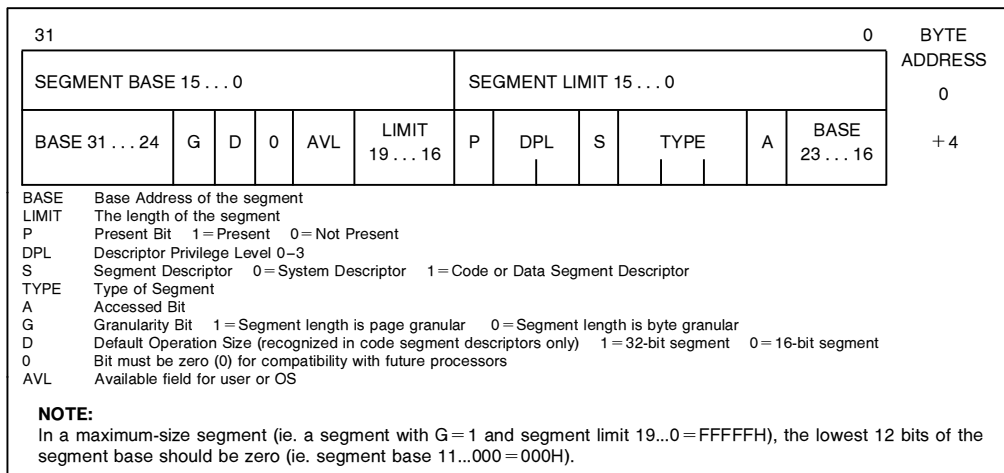 31 0 BYTE
ADDRESS
SEGMENT BASE 15 . . . 0 SEGMENT LIMIT 15 . . . 0 0
BASE 31 . . . 24 G D 0 AVL LIMIT
19 . . . 16 P DPL S TYPE A BASE
23 . . . 16 +4
BASE Base Address of the segment
LIMIT The length of the segment
P Present Bit 1=Present 0=Not Present
DPL Descriptor Privilege Level 0–3
S Segment Descriptor 0=System Descriptor 1=Code or Data Segment Descriptor
TYPE Type of Segment
A Accessed Bit
G Granularity Bit 1=Segment length is page granular 0=Segment length is byte granular
D Default Operation Size (recognized in code segment descriptors only) 1=32-bit segment 0=16-bit segment
0 Bit must be zero (0) for compatibility with future processors
AVL Available field for user or OS
NOTE:
In a maximum-size segment (ie. a segment with G=1 and segment limit 19...0=FFFFFH), the lowest 12 bits of the
segment base should be zero (ie. segment base 11...000=000H).